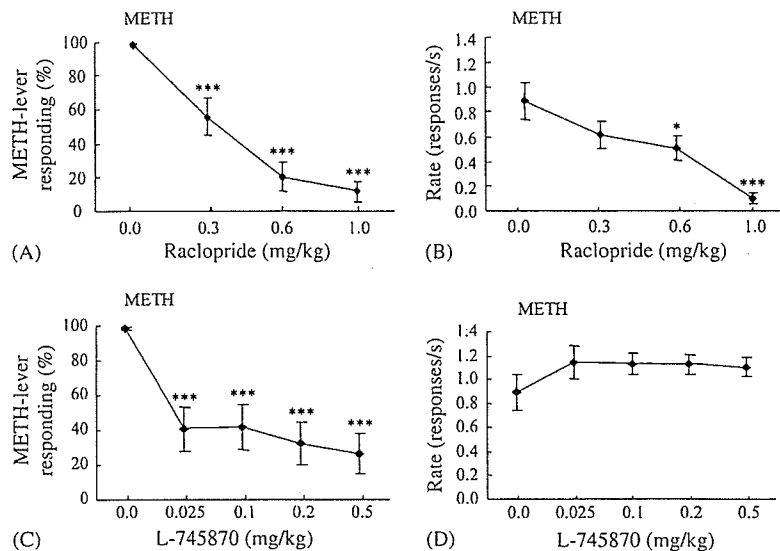 METH
100
80
60
40
20
0
METH-lever
responding (%)
***
***
***
0.0 0.3 0.6 1.0
(A) Raclopride (mg/kg)
METH
1.4
1.2
1.0
0.8
0.6
0.4
0.2
0.0
Rate (responses/s)
*
***
0.0 0.3 0.6 1.0
(B) Raclopride (mg/kg)
METH
100
80
60
40
20
0
METH-lever
responding (%)
***
***
***
***
0.0 0.025 0.1 0.2 0.5
(C) L-745870 (mg/kg)
METH
1.4
1.2
1.0
0.8
0.6
0.4
0.2
0.0
Rate (responses/s)
0.0 0.025 0.1 0.2 0.5
(D) L-745870 (mg/kg)